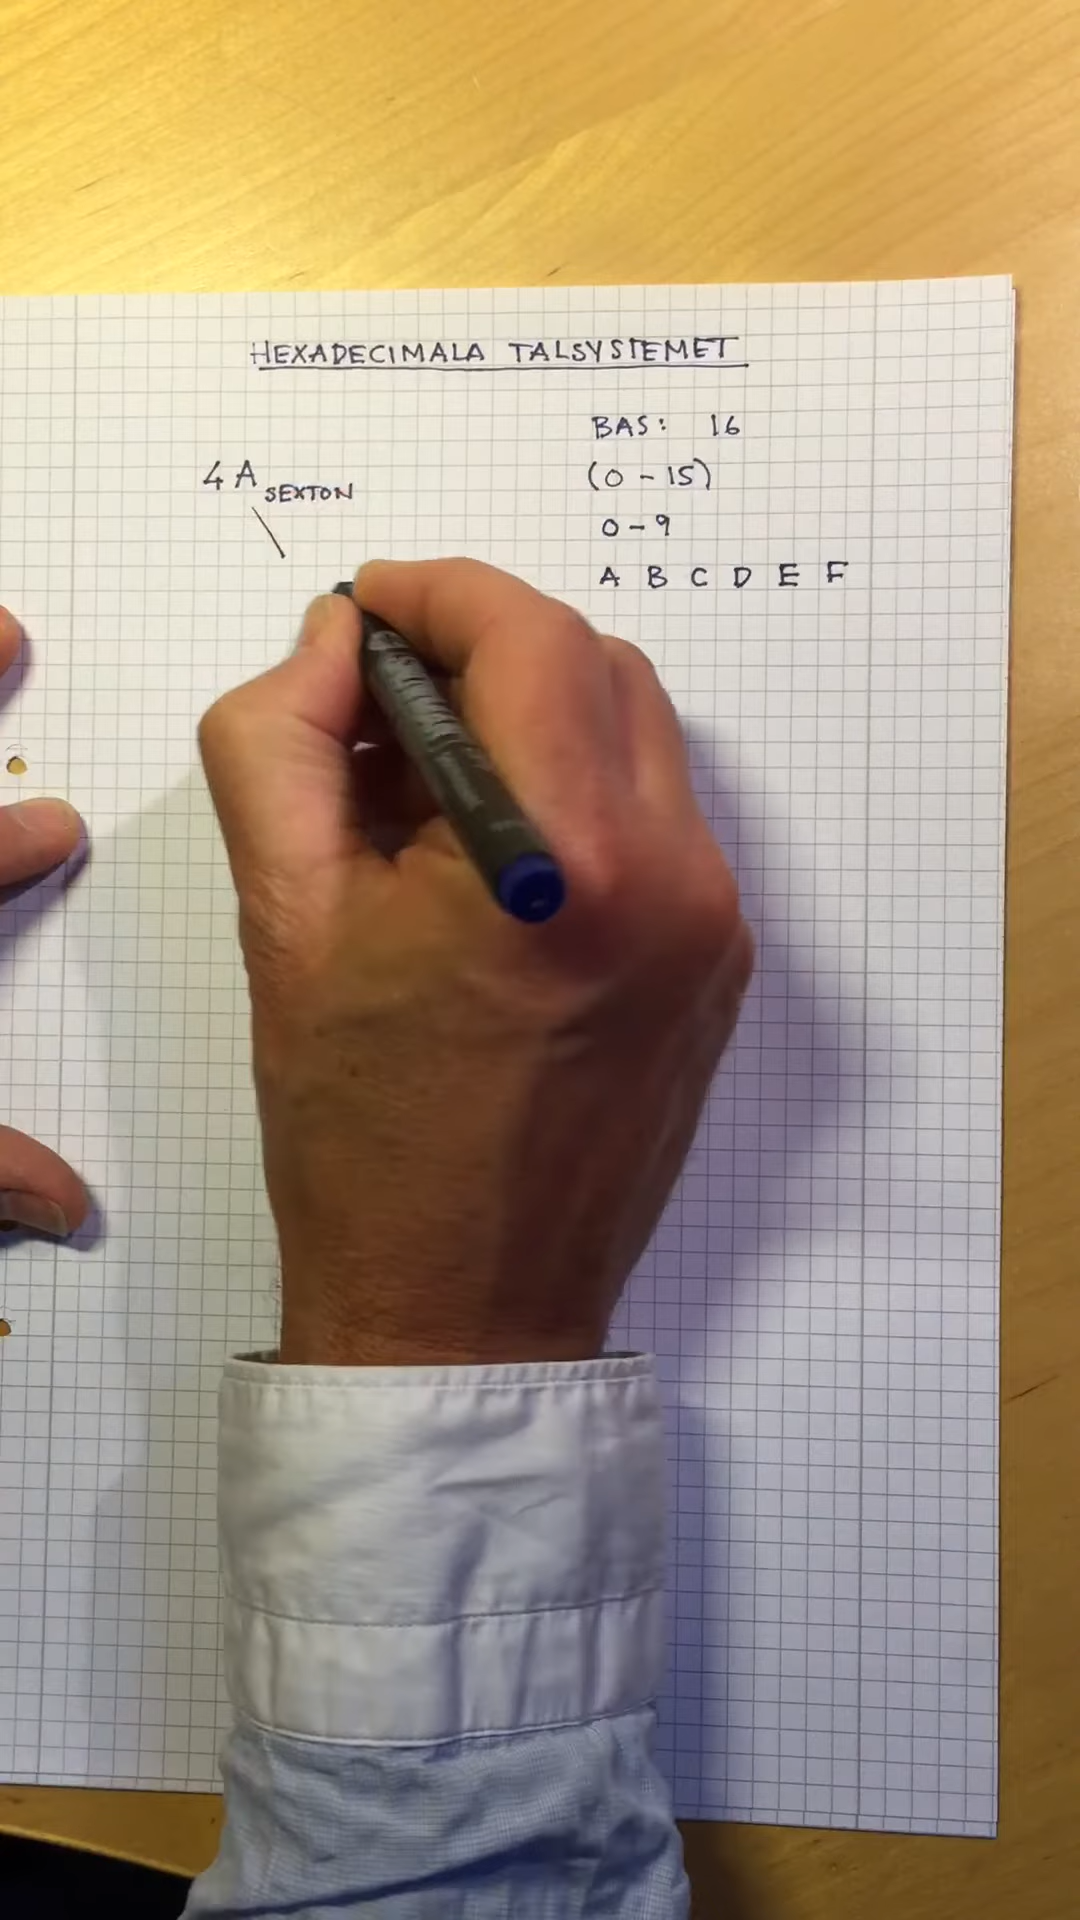 HEXADECIMALA TALSYSTEMET
BAS: 16
4A SEXTON
(0-15)
0-9
A B C D E F